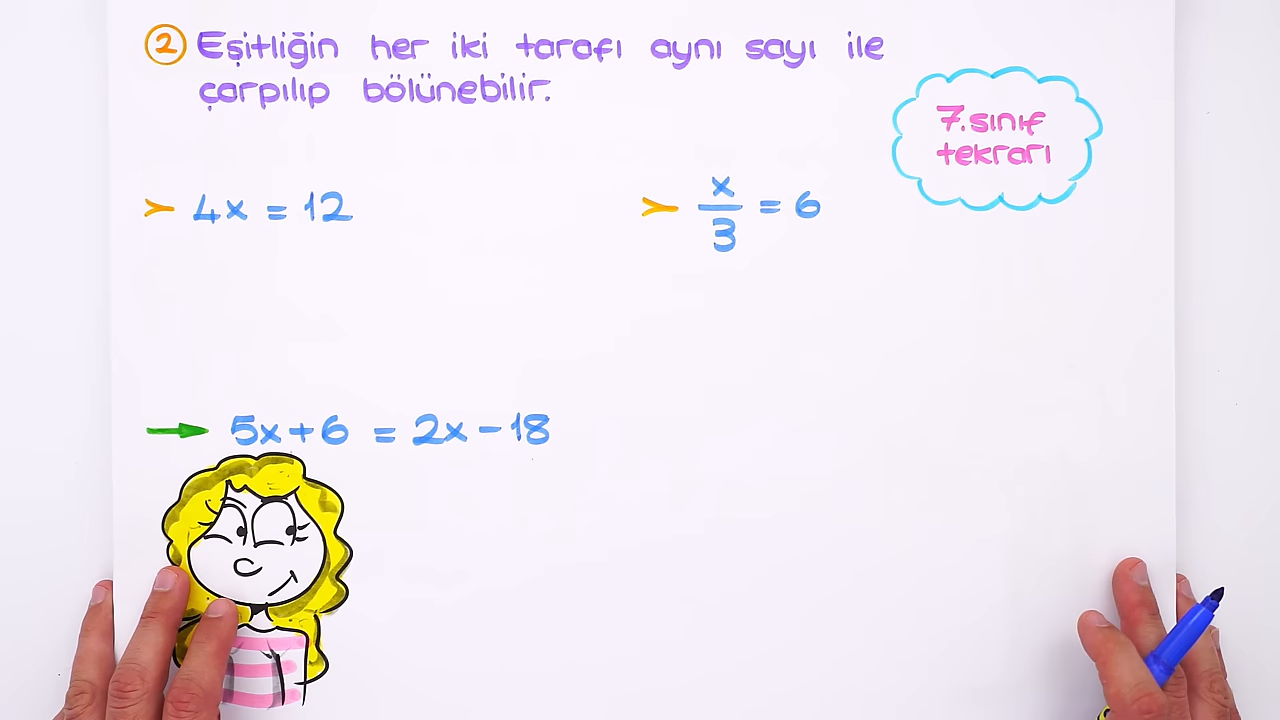 2 Eşitliğin her iki tarafı aynı sayı ile
çarpılıp bölünebilir.
7. sınıf
tekrarı
4x = 12
x/3 = 6
5x+6 = 2x-18